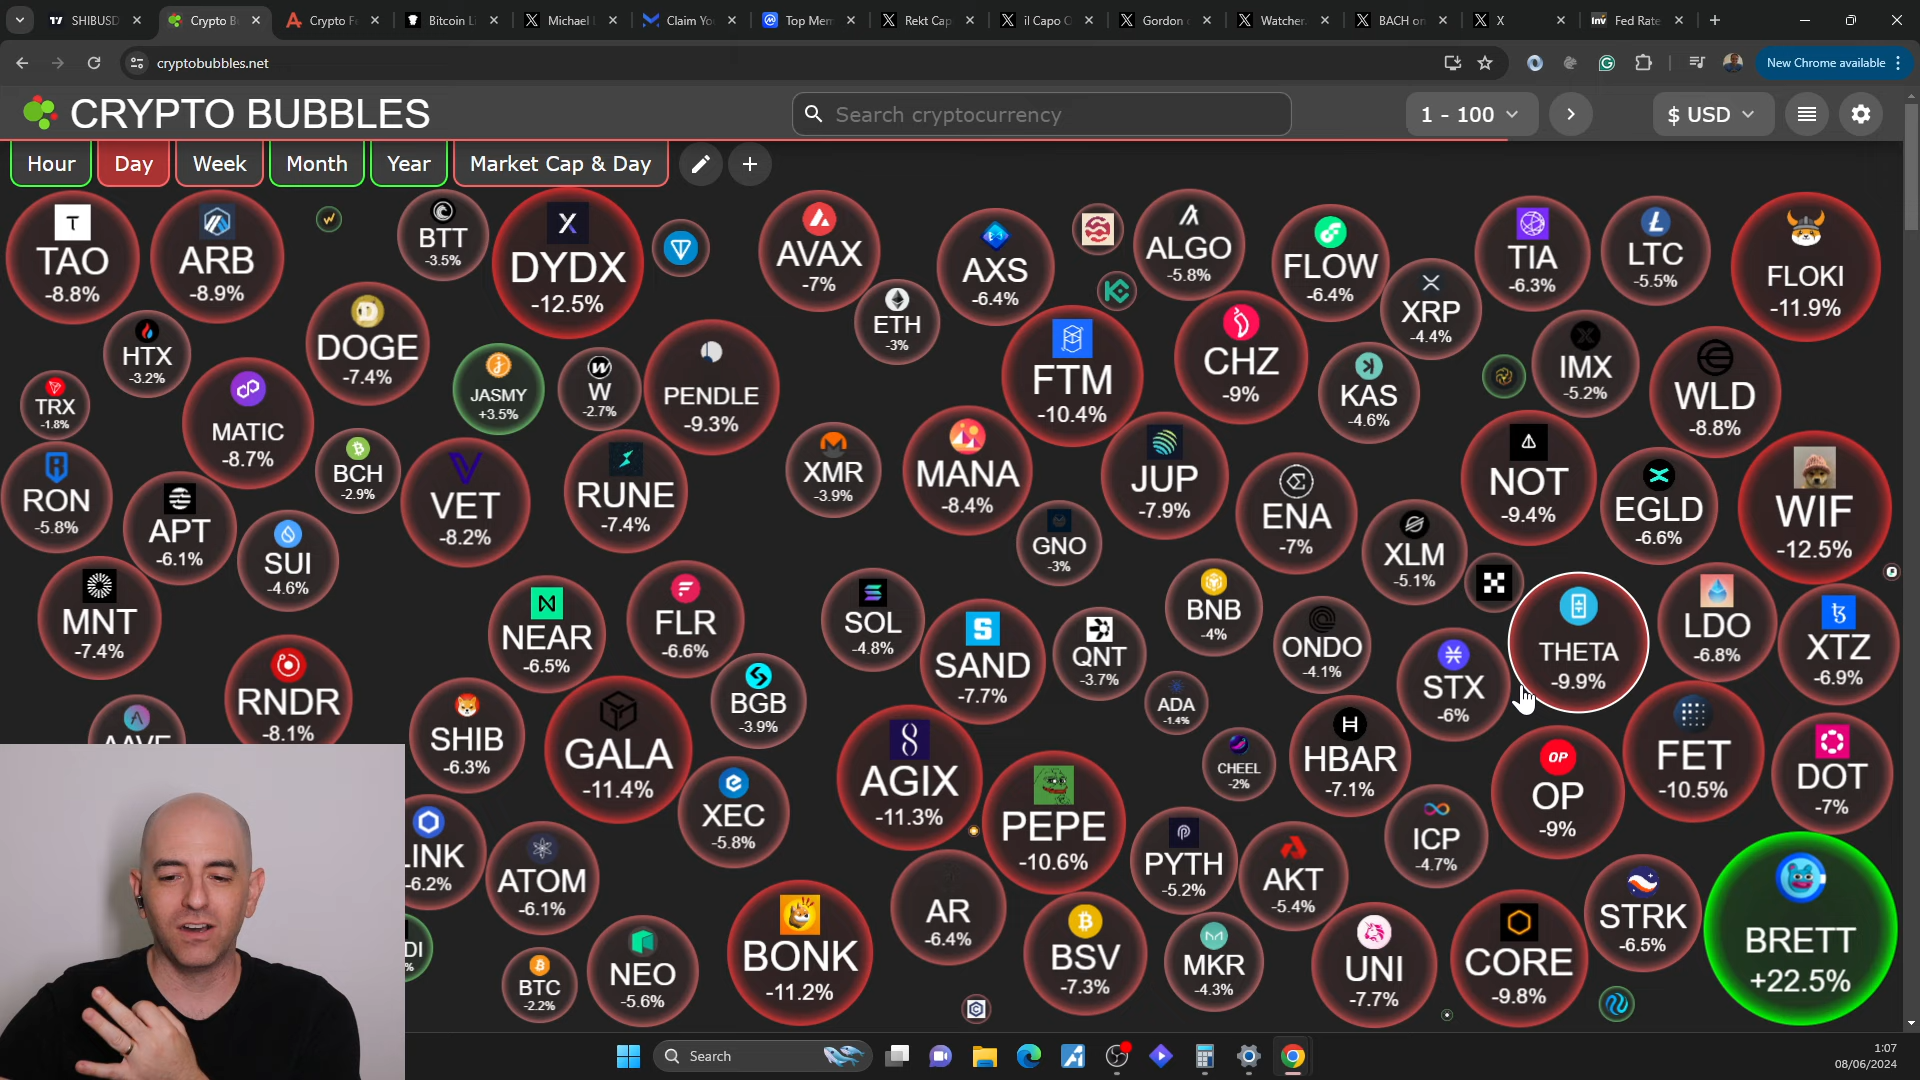 SHIBUSD
Crypto B
Crypto F
Bitcoin Li
Michael
Claim Yo
Top Mem
Rekt Cap
il Capo O
Gordon
Watcher
BACH on
X
Fed Rate
cryptobubbles.net
New Chrome available
CRYPTO BUBBLES
Search cryptocurrency
1 - 100
$ USD
Hour
Day
Week
Month
Year
Market Cap & Day
TAO
-8.8%
ARB
-8.9%
BTT
-3.5%
DYDX
-12.5%
AVAX
-7%
AXS
-6.4%
ALGO
-5.8%
FLOW
-6.4%
TIA
-6.3%
LTC
-5.5%
FLOKI
-11.9%
ETH
-3%
XRP
-4.4%
HTX
-3.2%
DOGE
-7.4%
JASMY
+3.5%
W
-2.7%
PENDLE
-9.3%
FTM
-10.4%
CHZ
-9%
KAS
-4.6%
IMX
-5.2%
WLD
-8.8%
TRX
-1.8%
MATIC
-8.7%
BCH
-2.9%
VET
-8.2%
RUNE
-7.4%
XMR
-3.9%
MANA
-8.4%
JUP
-7.9%
ENA
-7%
NOT
-9.4%
EGLD
-6.6%
WIF
-12.5%
RON
-5.8%
APT
-6.1%
SUI
-4.6%
GNO
-3%
XLM
-5.1%
MNT
-7.4%
NEAR
-6.5%
FLR
-6.6%
SOL
-4.8%
SAND
-7.7%
QNT
-3.7%
BNB
-4%
ONDO
-4.1%
THETA
-9.9%
LDO
-6.8%
XTZ
-6.9%
RNDR
-8.1%
BGB
-3.9%
ADA
-1.4%
STX
-6%
AAVE
SHIB
-6.3%
GALA
-11.4%
XEC
-5.8%
AGIX
-11.3%
PEPE
-10.6%
CHEEL
-2%
HBAR
-7.1%
OP
OP
-9%
FET
-10.5%
DOT
-7%
LINK
-6.2%
ATOM
-6.1%
PYTH
-5.2%
AKT
-5.4%
ICP
-4.7%
BONK
-11.2%
AR
-6.4%
BSV
-7.3%
MKR
-4.3%
UNI
-7.7%
CORE
-9.8%
STRK
-6.5%
BRETT
+22.5%
BTC
-2.2%
NEO
-5.6%
DI
%
Search
1:07
08/06/2024